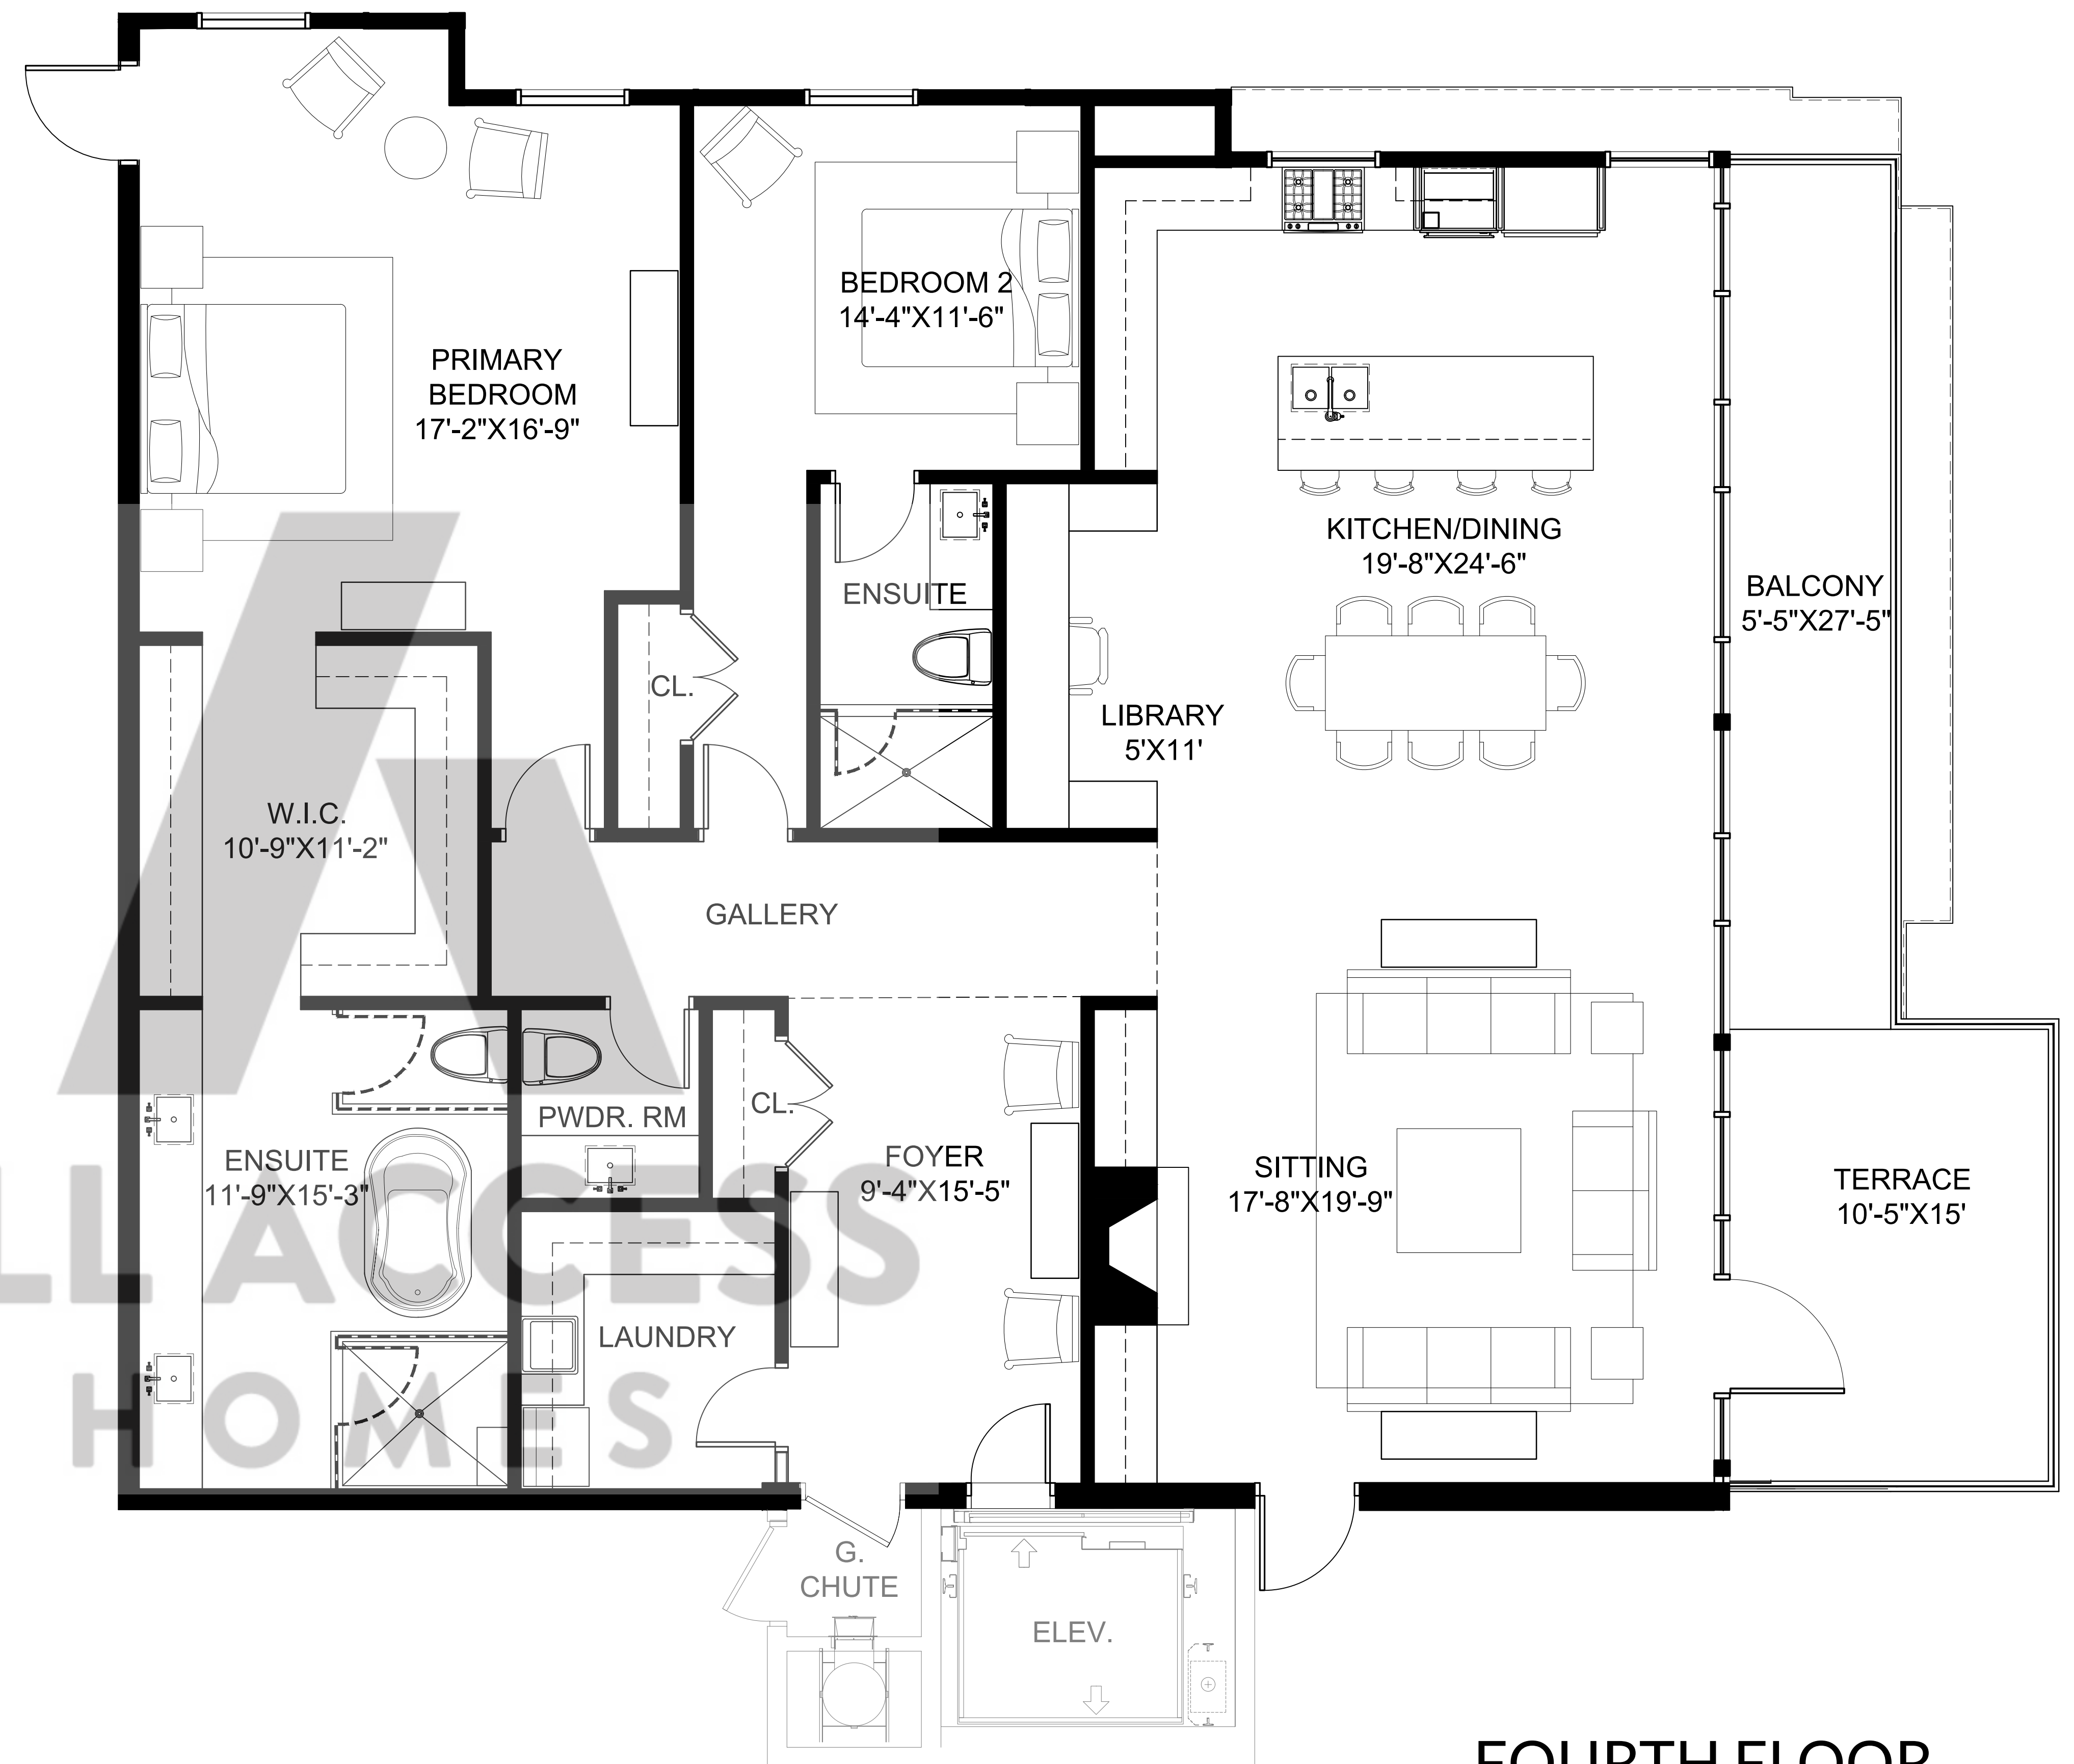 PRIMARY
BEDROOM
17'-2"X16'-9"
BEDROOM 2
14'-4"X11'-6"
KITCHEN/DINING
19'-8"X24'-6"
BALCONY
5'-5"X27'-5"
ENSUITE
CL.
LIBRARY
5'X11'
W.I.C.
10'-9"X11'-2"
GALLERY
PWDR. RM
CL.
ENSUITE
11'-9"X15'-3"
FOYER
9'-4"X15'-5"
SITTING
17'-8"X19'-9"
TERRACE
10'-5"X15'
LAUNDRY
LL ACCESS
HOMES
G.
CHUTE
ELEV.
FOURTH FLOOR